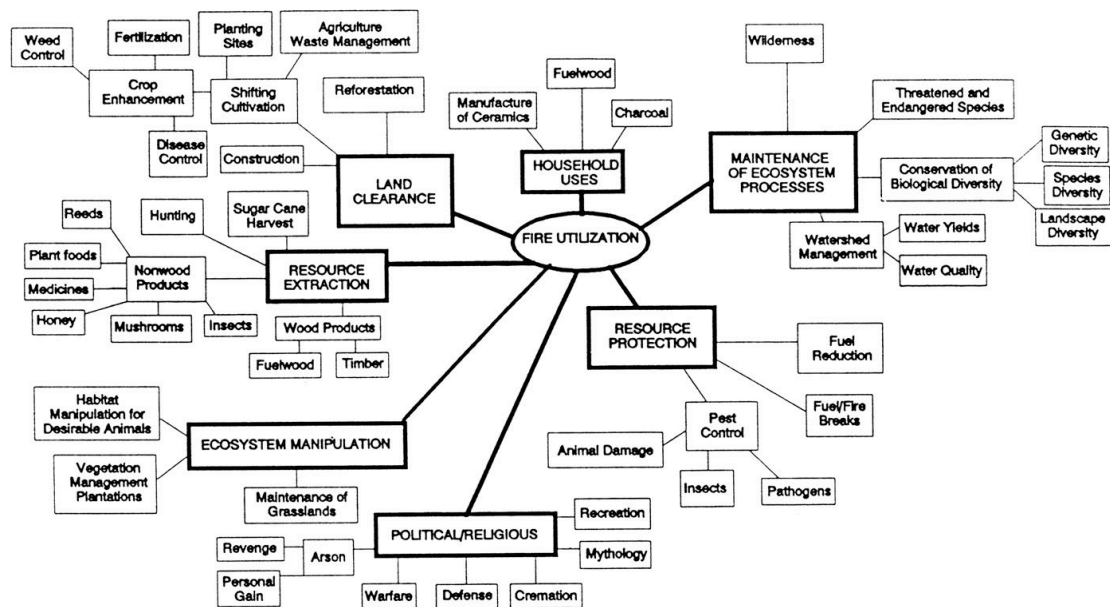 Weed
Control
Fertilization
Planting
Sites
Agriculture
Waste Management
Crop
Enhancement
Shifting
Cultivation
Disease
Control
Reforestation
Construction
LAND
CLEARANCE
Manufacture
of Ceramics
Fuelwood
Charcoal
HOUSEHOLD
USES
FIRE UTILIZATION
Wilderness
Threatened and
Endangered Species
MAINTENANCE
OF ECOSYSTEM
PROCESSES
Conservation of
Biological Diversity
Genetic
Diversity
Species
Diversity
Landscape
Diversity
Watershed
Management
Water Yields
Water Quality
Reeds
Hunting
Sugar Cane
Harvest
Plant foods
Nonwood
Products
RESOURCE
EXTRACTION
Medicines
Honey
Mushrooms
Insects
Wood Products
Fuelwood
Timber
RESOURCE
PROTECTION
Fuel
Reduction
Fuel/Fire
Breaks
Pest
Control
Animal Damage
Insects
Pathogens
Habitat
Manipulation for
Desirable Animals
ECOSYSTEM MANIPULATION
Vegetation
Management
Plantations
Maintenance of
Grasslands
POLITICAL/RELIGIOUS
Recreation
Mythology
Revenge
Arson
Personal
Gain
Warfare
Defense
Cremation